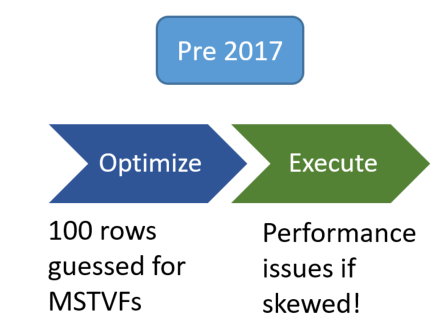 Pre 2017
Optimize
Execute
100 rows
guessed for
MSTVFs
Performance
issues if
skewed!